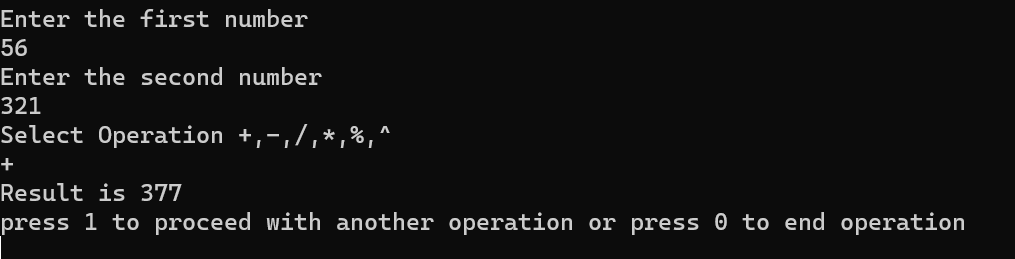 Enter the first number
56
Enter the second number
321
Select Operation +,-,/,*,%,^
+
Result is 377
press 1 to proceed with another operation or press 0 to end operation